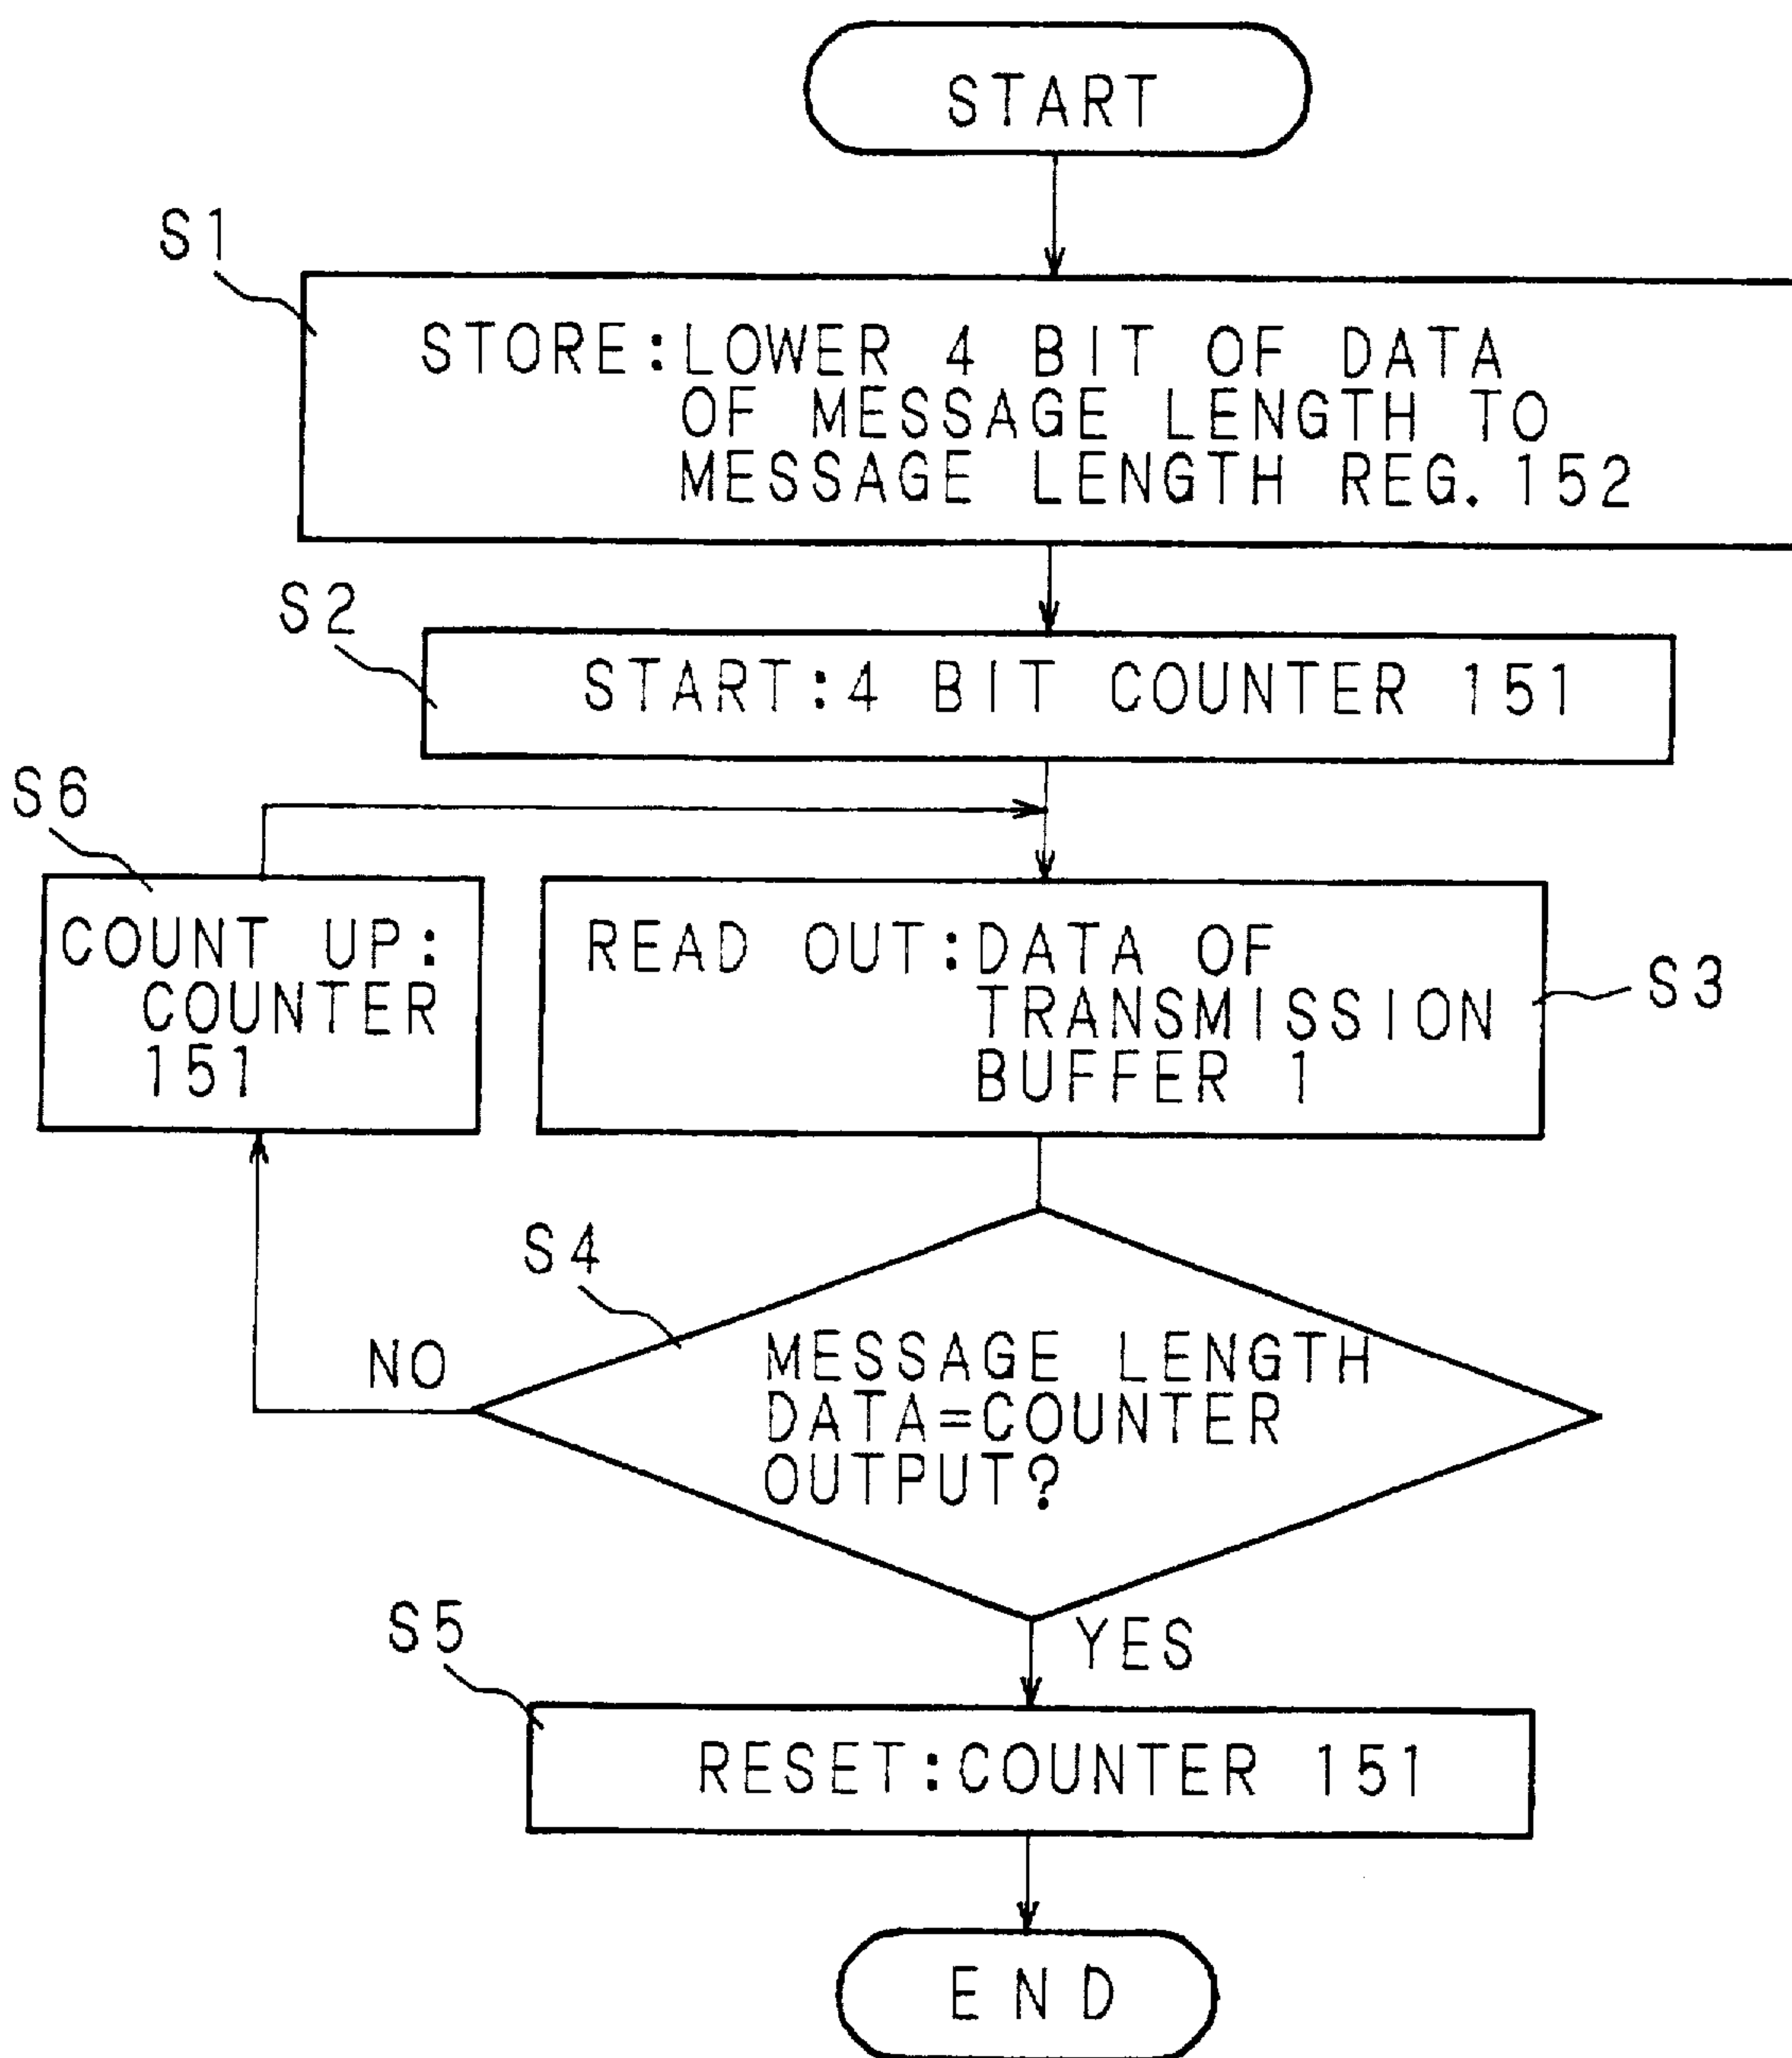 START
S1
STORE:LOWER 4 BIT OF DATA
OF MESSAGE LENGTH TO
MESSAGE LENGTH REG.152
S2
START:4 BIT COUNTER 151
S6
COUNT UP:
COUNTER
151
READ OUT:DATA OF
TRANSMISSION
BUFFER 1
S3
S4
NO
MESSAGE LENGTH
DATA=COUNTER
OUTPUT?
YES
S5
RESET:COUNTER 151
END